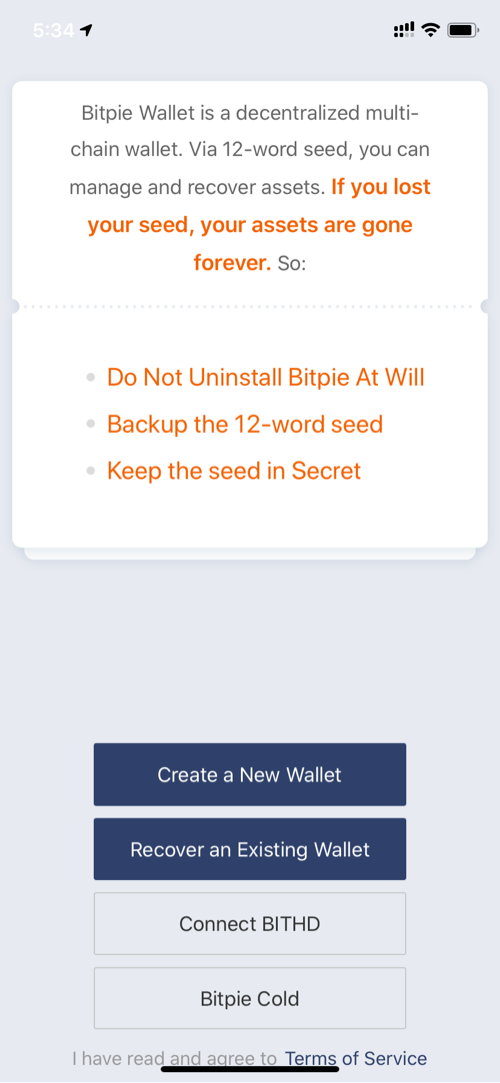 5:34
Bitpie Wallet is a decentralized multi-
chain wallet. Via 12-word seed, you can
manage and recover assets. If you lost
your seed, your assets are gone
forever. So:
Do Not Uninstall Bitpie At Will
Backup the 12-word seed
Keep the seed in Secret
Create a New Wallet
Recover an Existing Wallet
Connect BITHD
Bitpie Cold
I have read and agree to Terms of Service